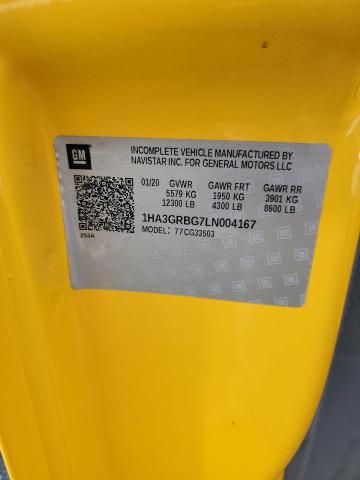 GM
INCOMPLETE VEHICLE MANUFACTURED BY
NAVISTAR INC. FOR GENERAL MOTORS LLC
01/20 GVWR GAWR FRT GAWR RR
5579 KG 1950 KG 3901 KG
12300 LB 4300 LB 8600 LB
1HA3GRBG7LN004167
MODEL: 77CG33503
253A